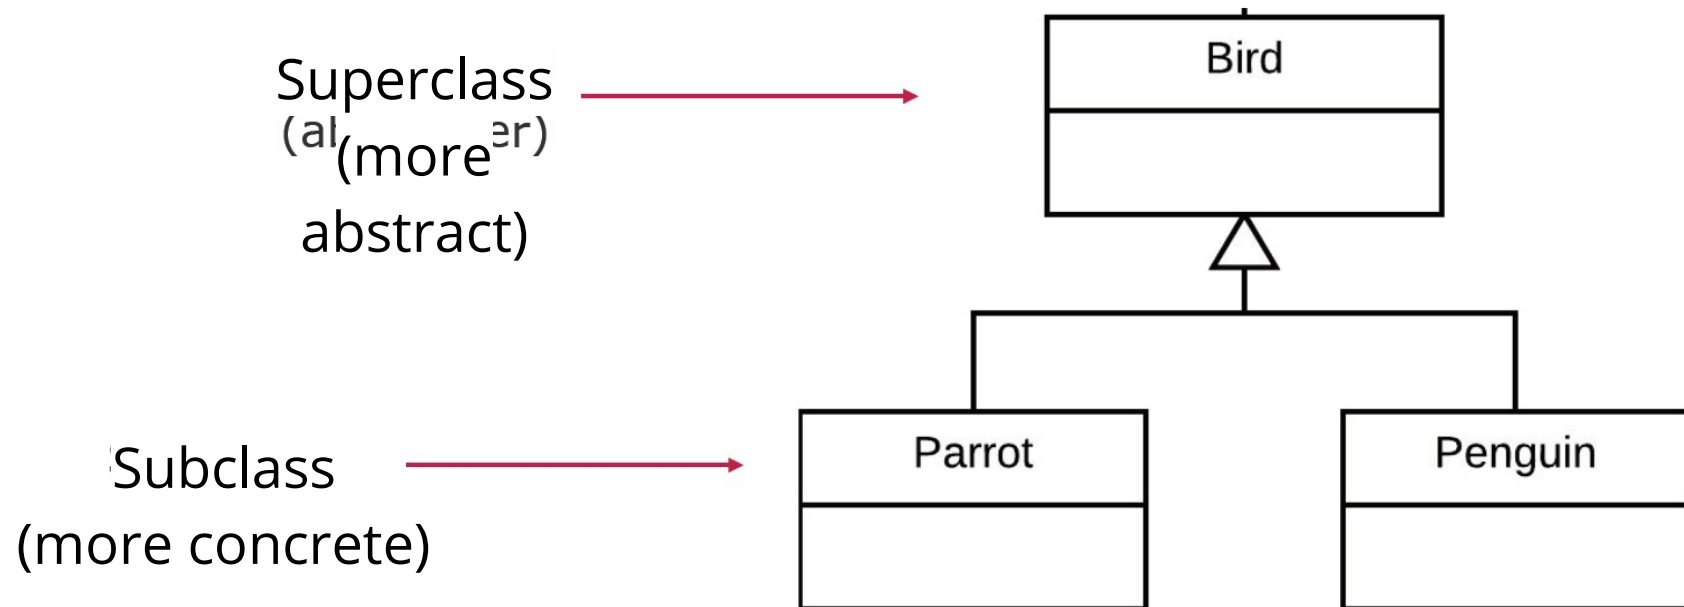 Superclass
(more
abstract)
Bird
Subclass
(more concrete)
Parrot
Penguin